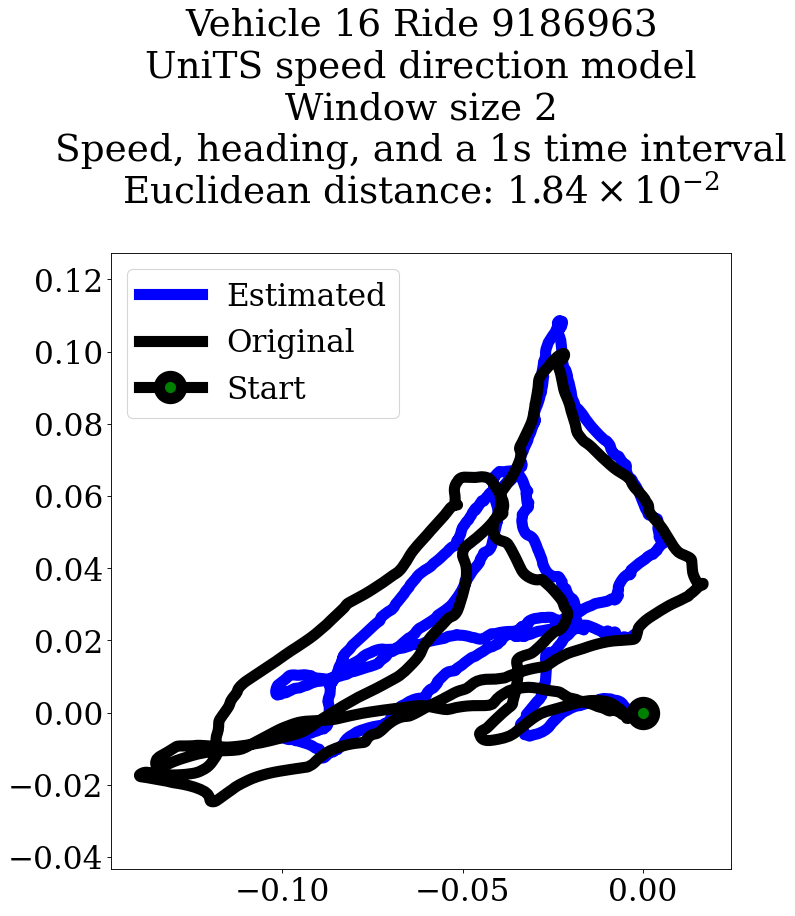 Vehicle 16 Ride 9186963
UniTS speed direction model
Window size 2
Speed, heading, and a 1s time interval
Euclidean distance: 1.84 × 10⁻²
0.12
0.10
0.08
0.06
0.04
0.02
0.00
−0.02
−0.04
Estimated
Original
Start
−0.10
−0.05
0.00